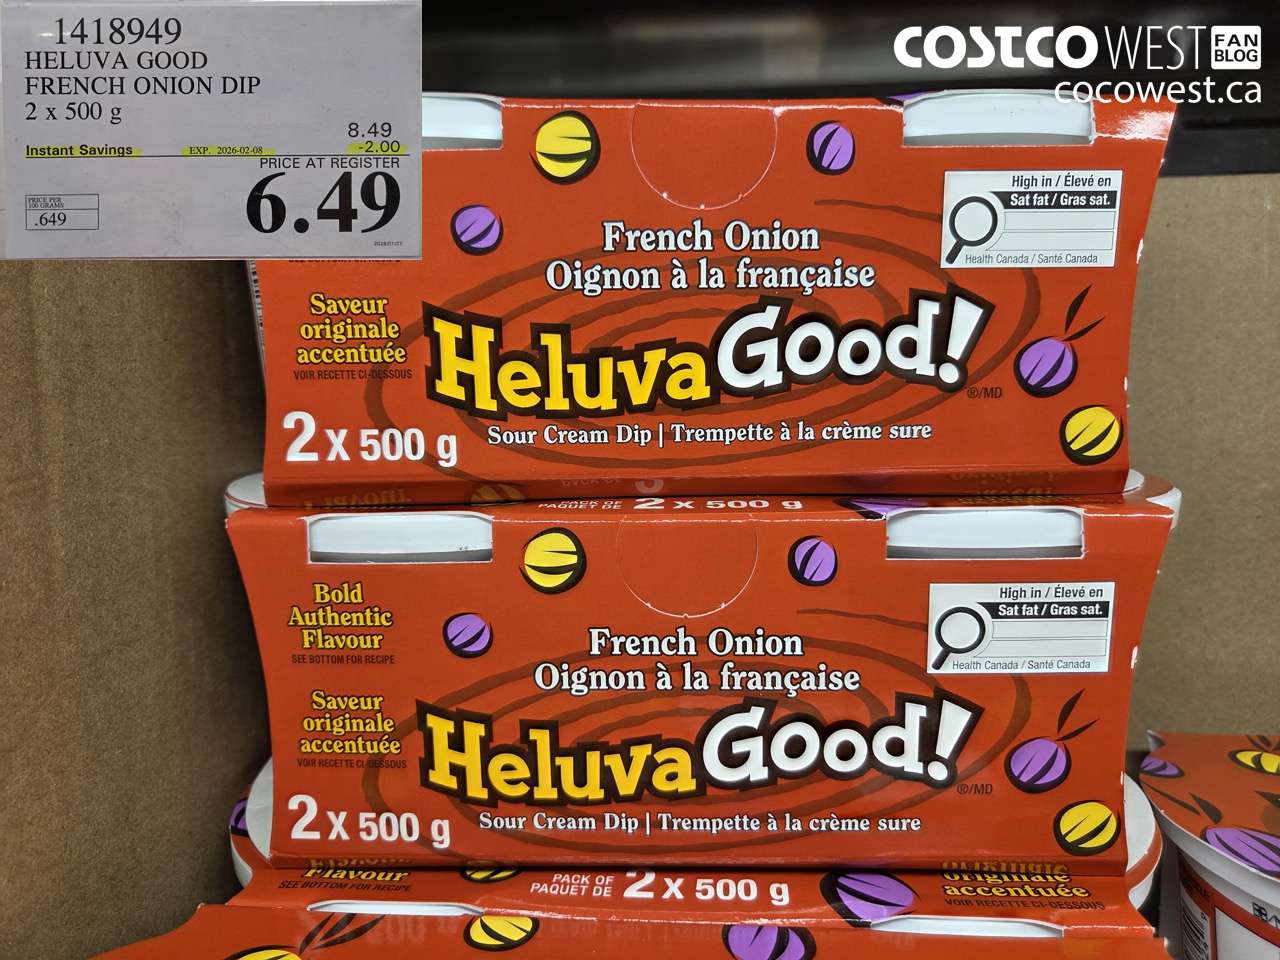 1418949
HELUVA GOOD
FRENCH ONION DIP
2 x 500 g
8.49
Instant Savings EXP. 2026-02-08 -2.00
PRICE AT REGISTER
6.49
PRICE PER
100 GRAMS
.649
COSTCO WEST FAN BLOG
cocowest.ca
French Onion
Oignon à la française
High in / Élevé en
Sat fat / Gras sat.
Health Canada / Santé Canada
Saveur
originale
accentuée
VOIR RECETTE CI-DESSOUS
Heluva Good!
®/MD
2 x 500 g
Sour Cream Dip | Trempette à la crème sure
Flavour
PACK OF
PAQUET DE 2 x 500 g
Bold
Authentic
Flavour
SEE BOTTOM FOR RECIPE
French Onion
Oignon à la française
High in / Élevé en
Sat fat / Gras sat.
Health Canada / Santé Canada
Saveur
originale
accentuée
VOIR RECETTE CI-DESSOUS
Heluva Good!
®/MD
2 x 500 g
Sour Cream Dip | Trempette à la crème sure
Flavour
SEE BOTTOM FOR RECIPE
PACK OF
PAQUET DE 2 x 500 g
originale
accentuée
VOIR RECETTE CI-DESSOUS